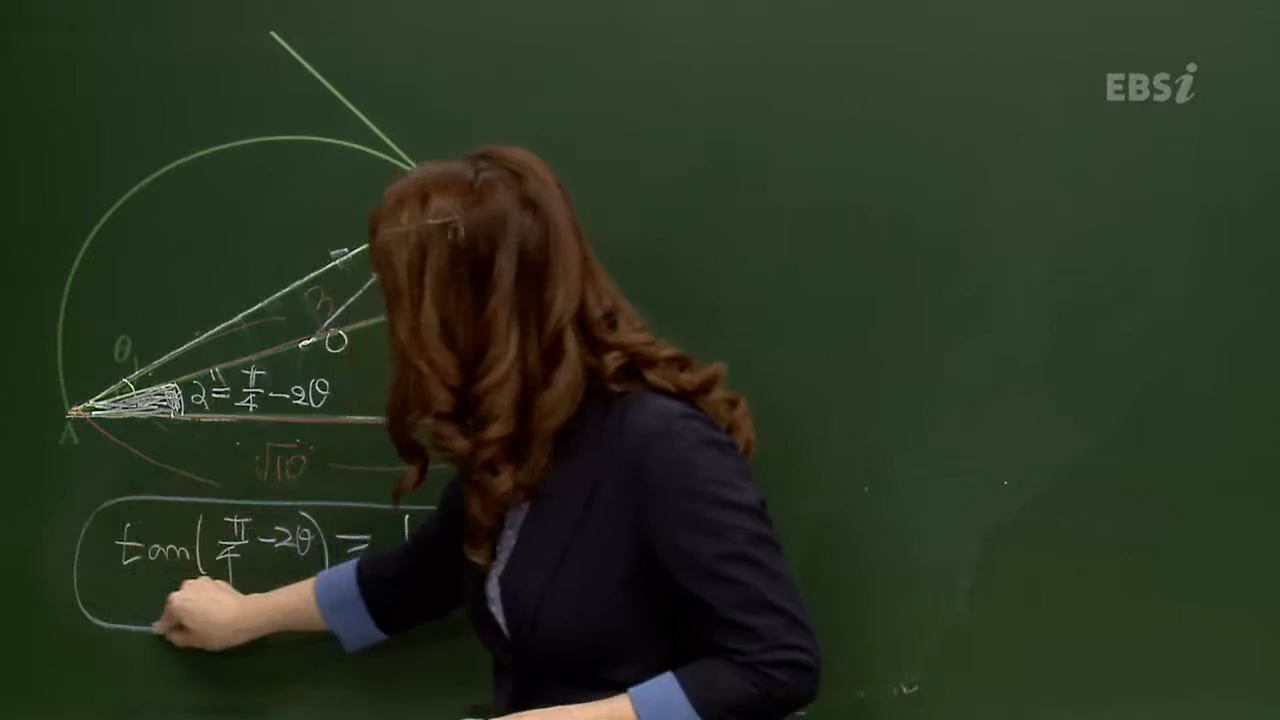 EBSi
θ
3
O
2 = π/4 - 2θ
A
√10
tan(π/4 - 2θ) =